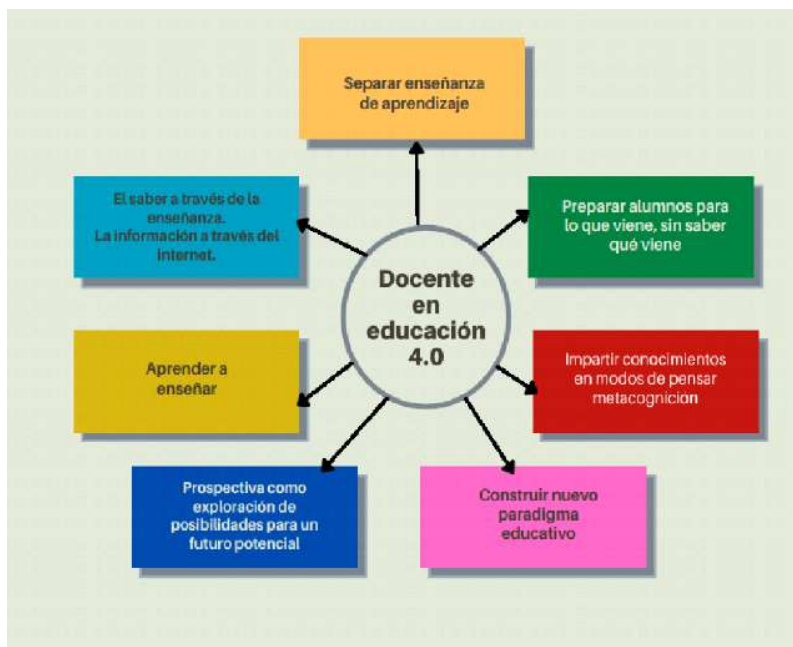 Separar enseñanza
de aprendizaje
El saber a través de la
enseñanza.
La información a través del
internet.
Preparar alumnos para
lo que viene, sin saber
qué viene
Docente
en
educación
4.0
Aprender a
enseñar
Impartir conocimientos
en modos de pensar
metacognición
Prospectiva como
exploración de
posibilidades para un
futuro potencial
Construir nuevo
paradigma
educativo